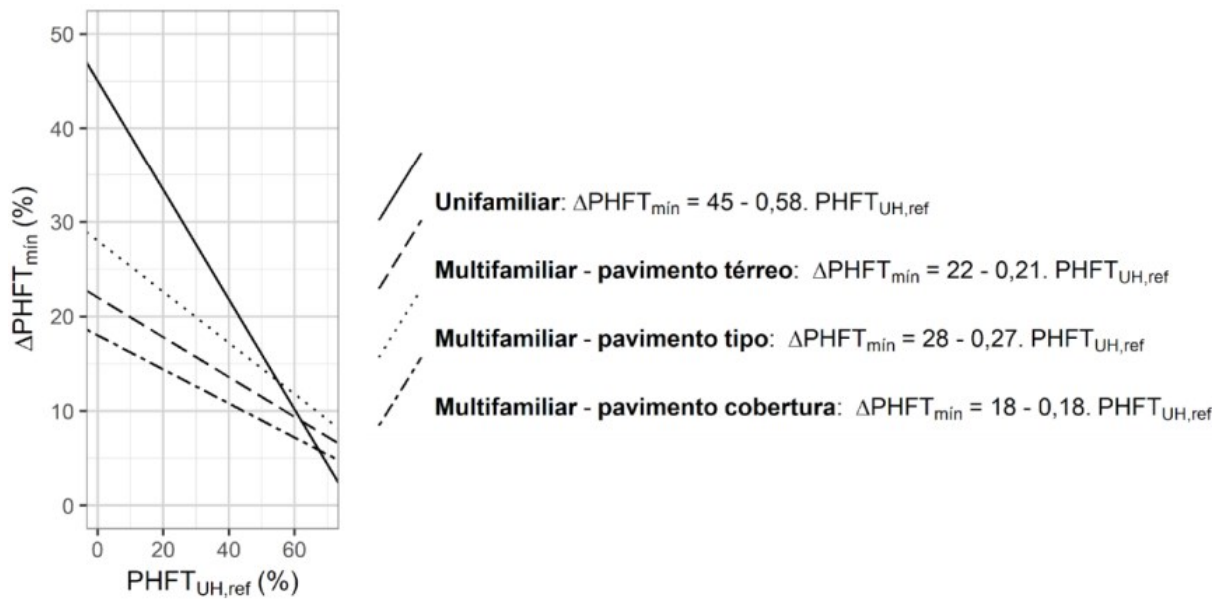 50
40
30
20
10
0
ΔPHFTmín (%)
0 20 40 60
PHFTUH,ref (%)
Unifamiliar: ΔPHFTmín = 45 - 0,58. PHFTUH,ref
Multifamiliar - pavimento térreo: ΔPHFTmín = 22 - 0,21. PHFTUH,ref
Multifamiliar - pavimento tipo: ΔPHFTmín = 28 - 0,27. PHFTUH,ref
Multifamiliar - pavimento cobertura: ΔPHFTmín = 18 - 0,18. PHFTUH,ref